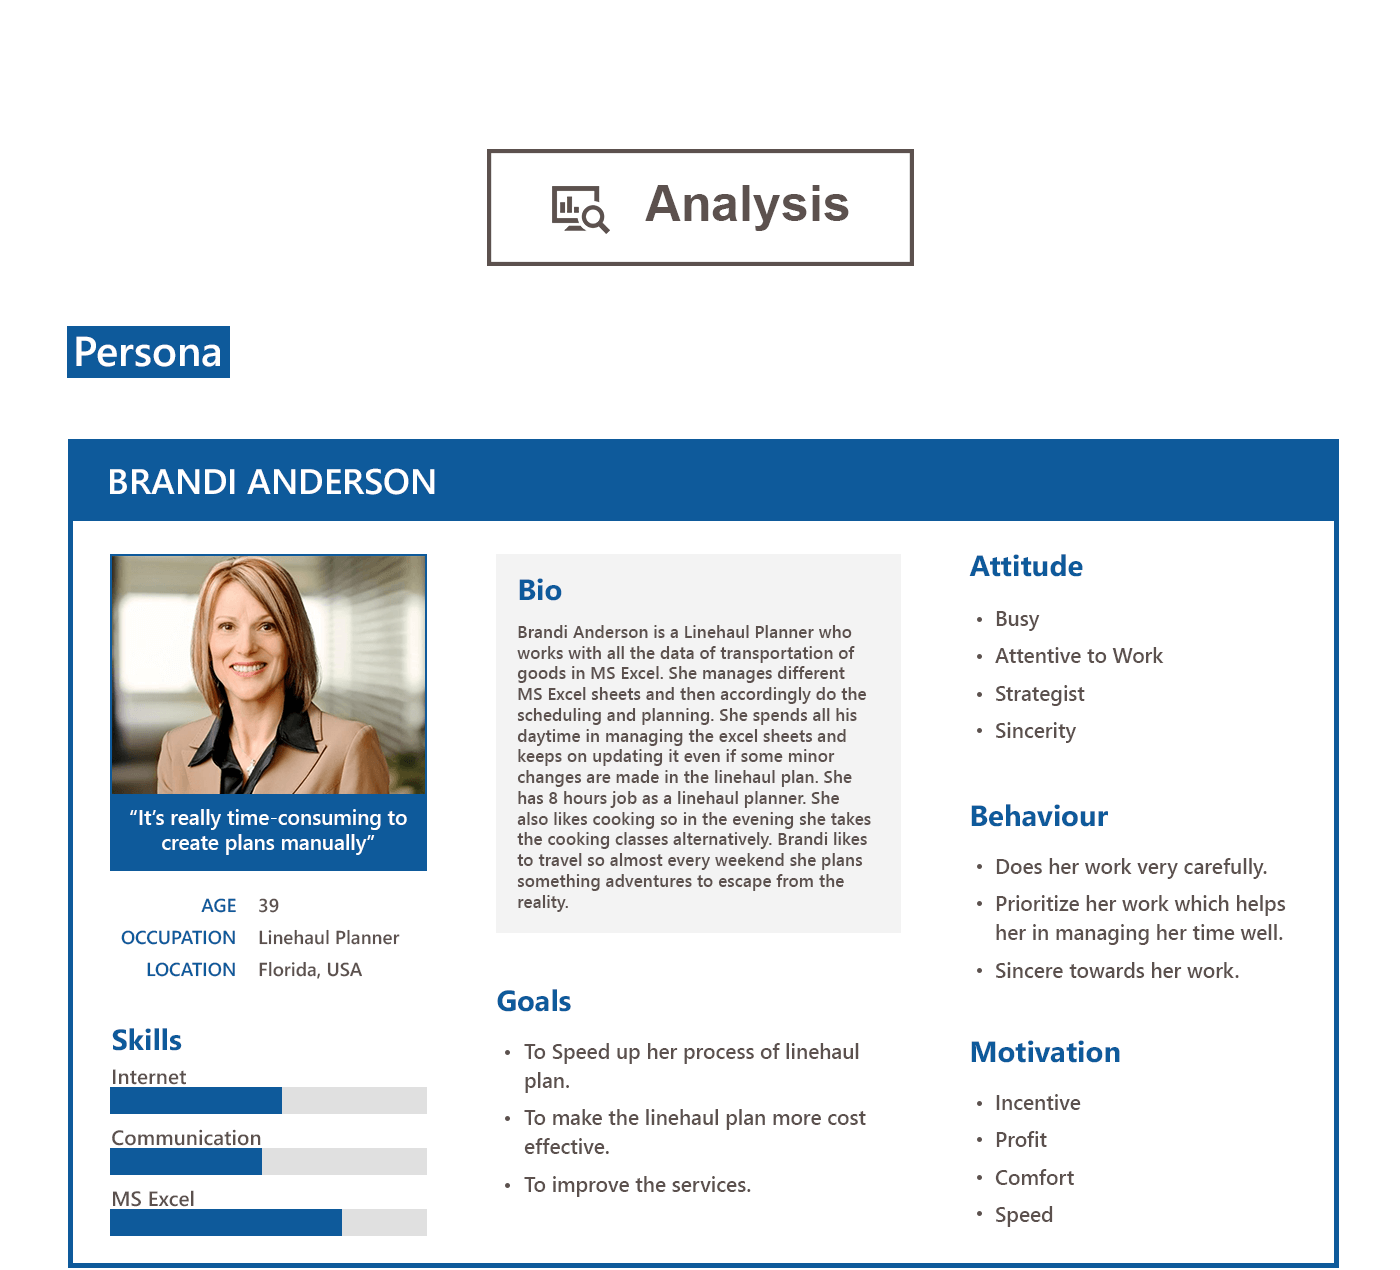 Analysis
Persona
BRANDI ANDERSON
“It’s really time-consuming to
create plans manually”
AGE 39
OCCUPATION Linehaul Planner
LOCATION Florida, USA
Skills
Internet
Communication
MS Excel
Bio
Brandi Anderson is a Linehaul Planner who
works with all the data of transportation of
goods in MS Excel. She manages different
MS Excel sheets and then accordingly do the
scheduling and planning. She spends all his
daytime in managing the excel sheets and
keeps on updating it even if some minor
changes are made in the linehaul plan. She
has 8 hours job as a linehaul planner. She
also likes cooking so in the evening she takes
the cooking classes alternatively. Brandi likes
to travel so almost every weekend she plans
something adventures to escape from the
reality.
Goals
• To Speed up her process of linehaul
plan.
• To make the linehaul plan more cost
effective.
• To improve the services.
Attitude
• Busy
• Attentive to Work
• Strategist
• Sincerity
Behaviour
• Does her work very carefully.
• Prioritize her work which helps
her in managing her time well.
• Sincere towards her work.
Motivation
• Incentive
• Profit
• Comfort
• Speed